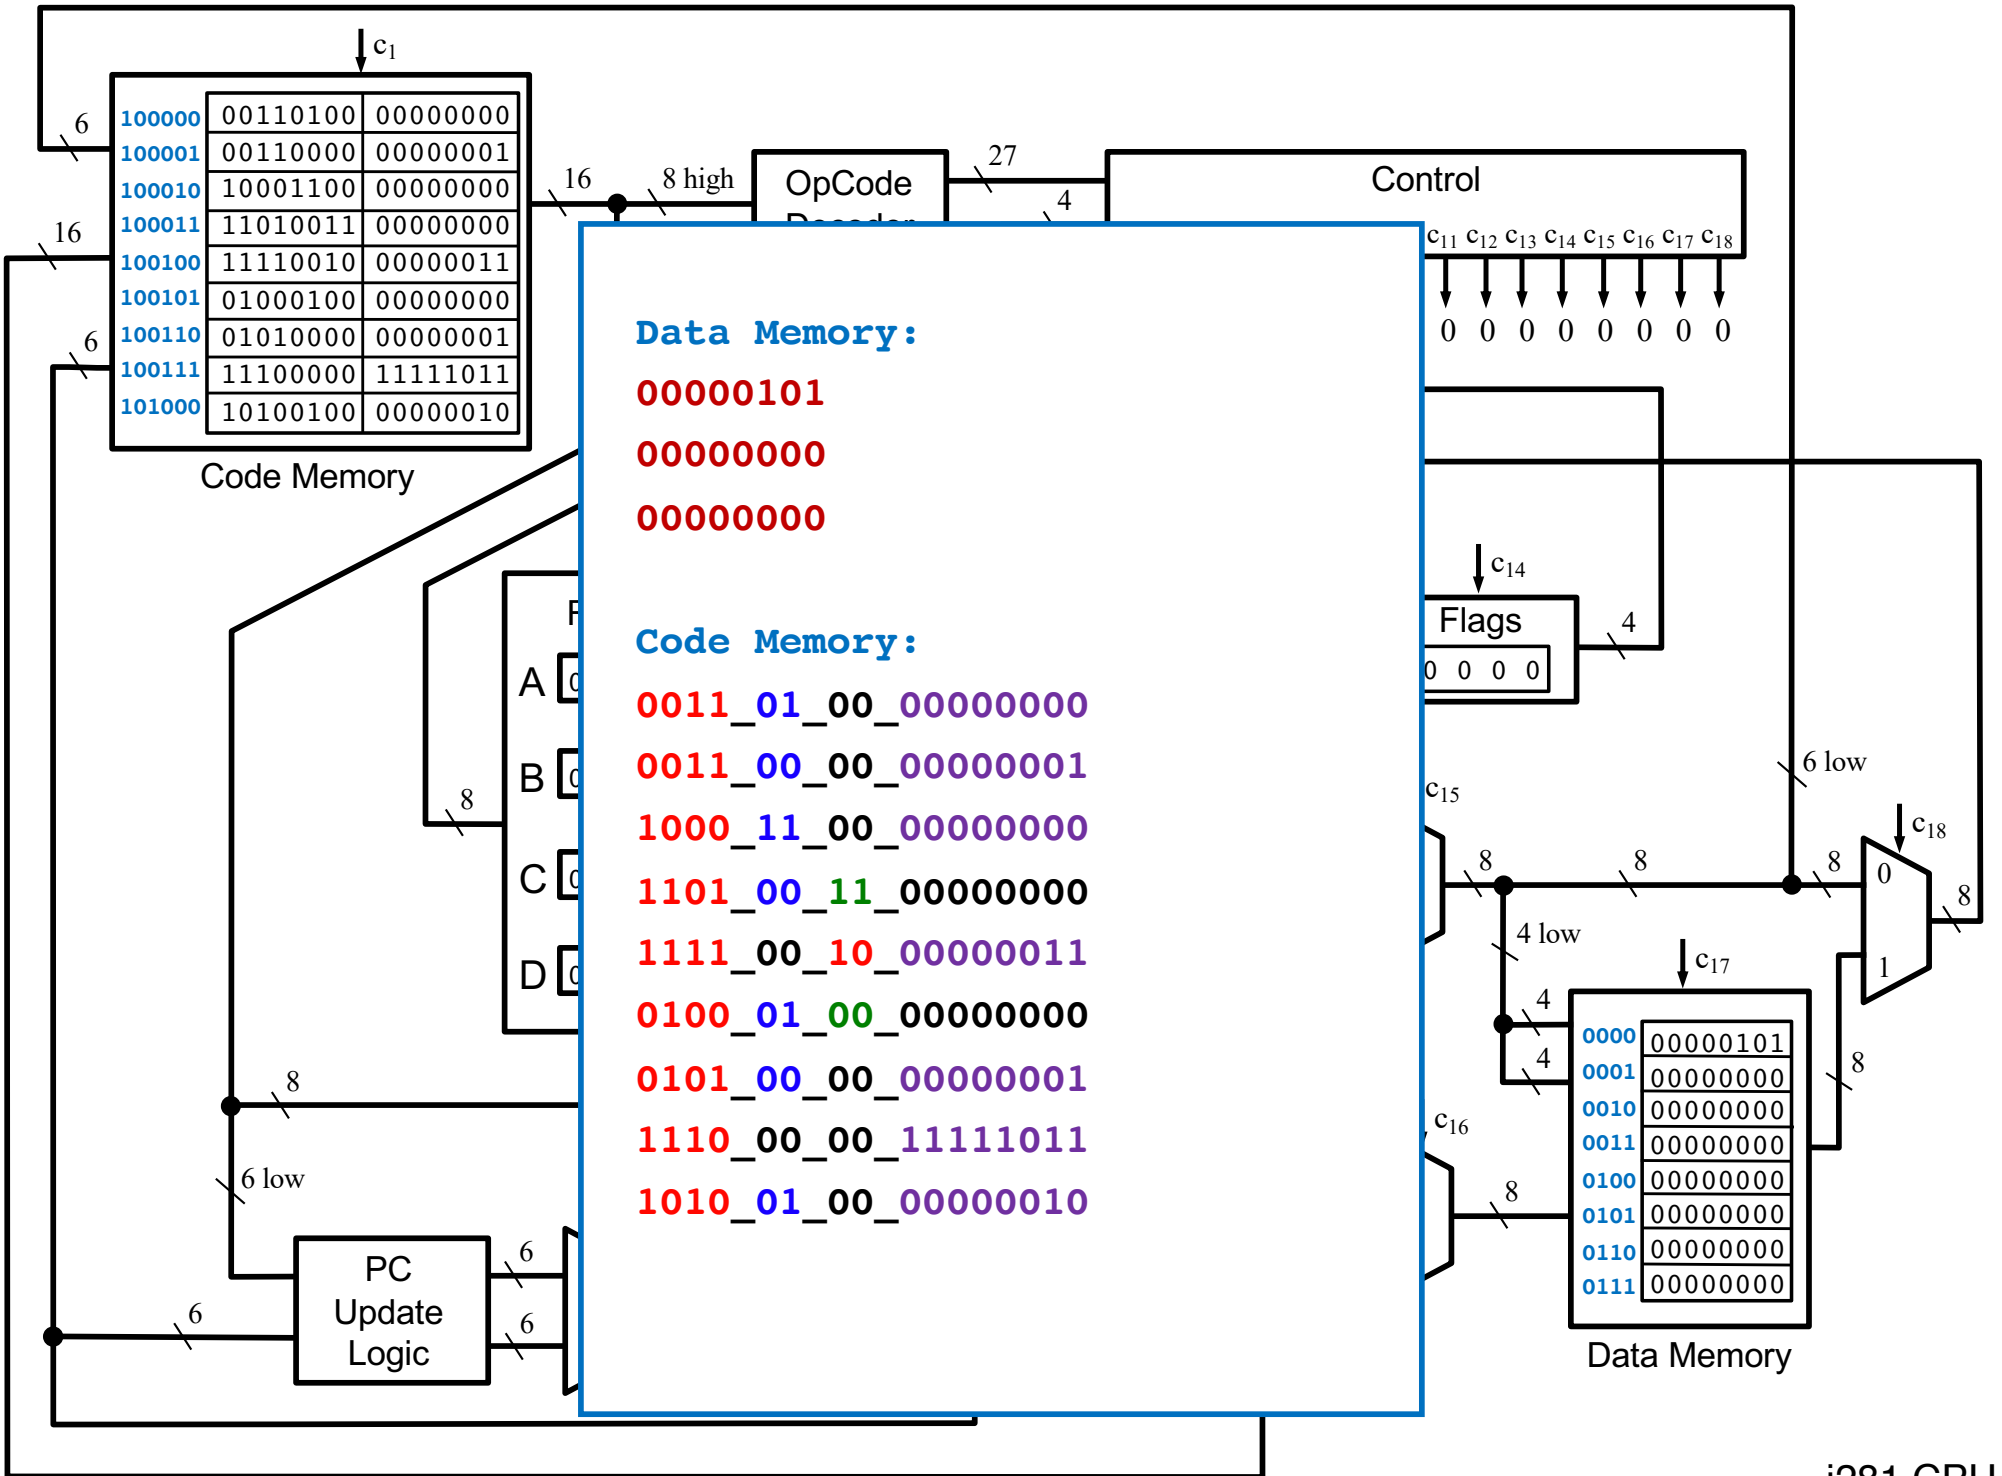 c1
6
16
6
100000 00110100 00000000
100001 00110000 00000001
100010 10001100 00000000
100011 11010011 00000000
100100 11110010 00000011
100101 01000100 00000000
100110 01010000 00000001
100111 11100000 11111011
101000 10100100 00000010
Code Memory
16
8 high
OpCode
Decoder
27
4
Control
c11 c12 c13 c14 c15 c16 c17 c18
0 0 0 0 0 0 0 0
Data Memory:
00000101
00000000
00000000
Code Memory:
0011_01_00_00000000
0011_00_00_00000001
1000_11_00_00000000
1101_00_11_00000000
1111_00_10_00000011
0100_01_00_00000000
0101_00_00_00000001
1110_00_00_11111011
1010_01_00_00000010
A
B
C
D
8
8
6 low
PC
Update
Logic
6
6
6
c14
Flags
0 0 0 0
4
c15
8
8
8
6 low
c18
0
1
8
4 low
4
4
c17
c16
8
8
0000 00000101
0001 00000000
0010 00000000
0011 00000000
0100 00000000
0101 00000000
0110 00000000
0111 00000000
Data Memory
i281 CPU